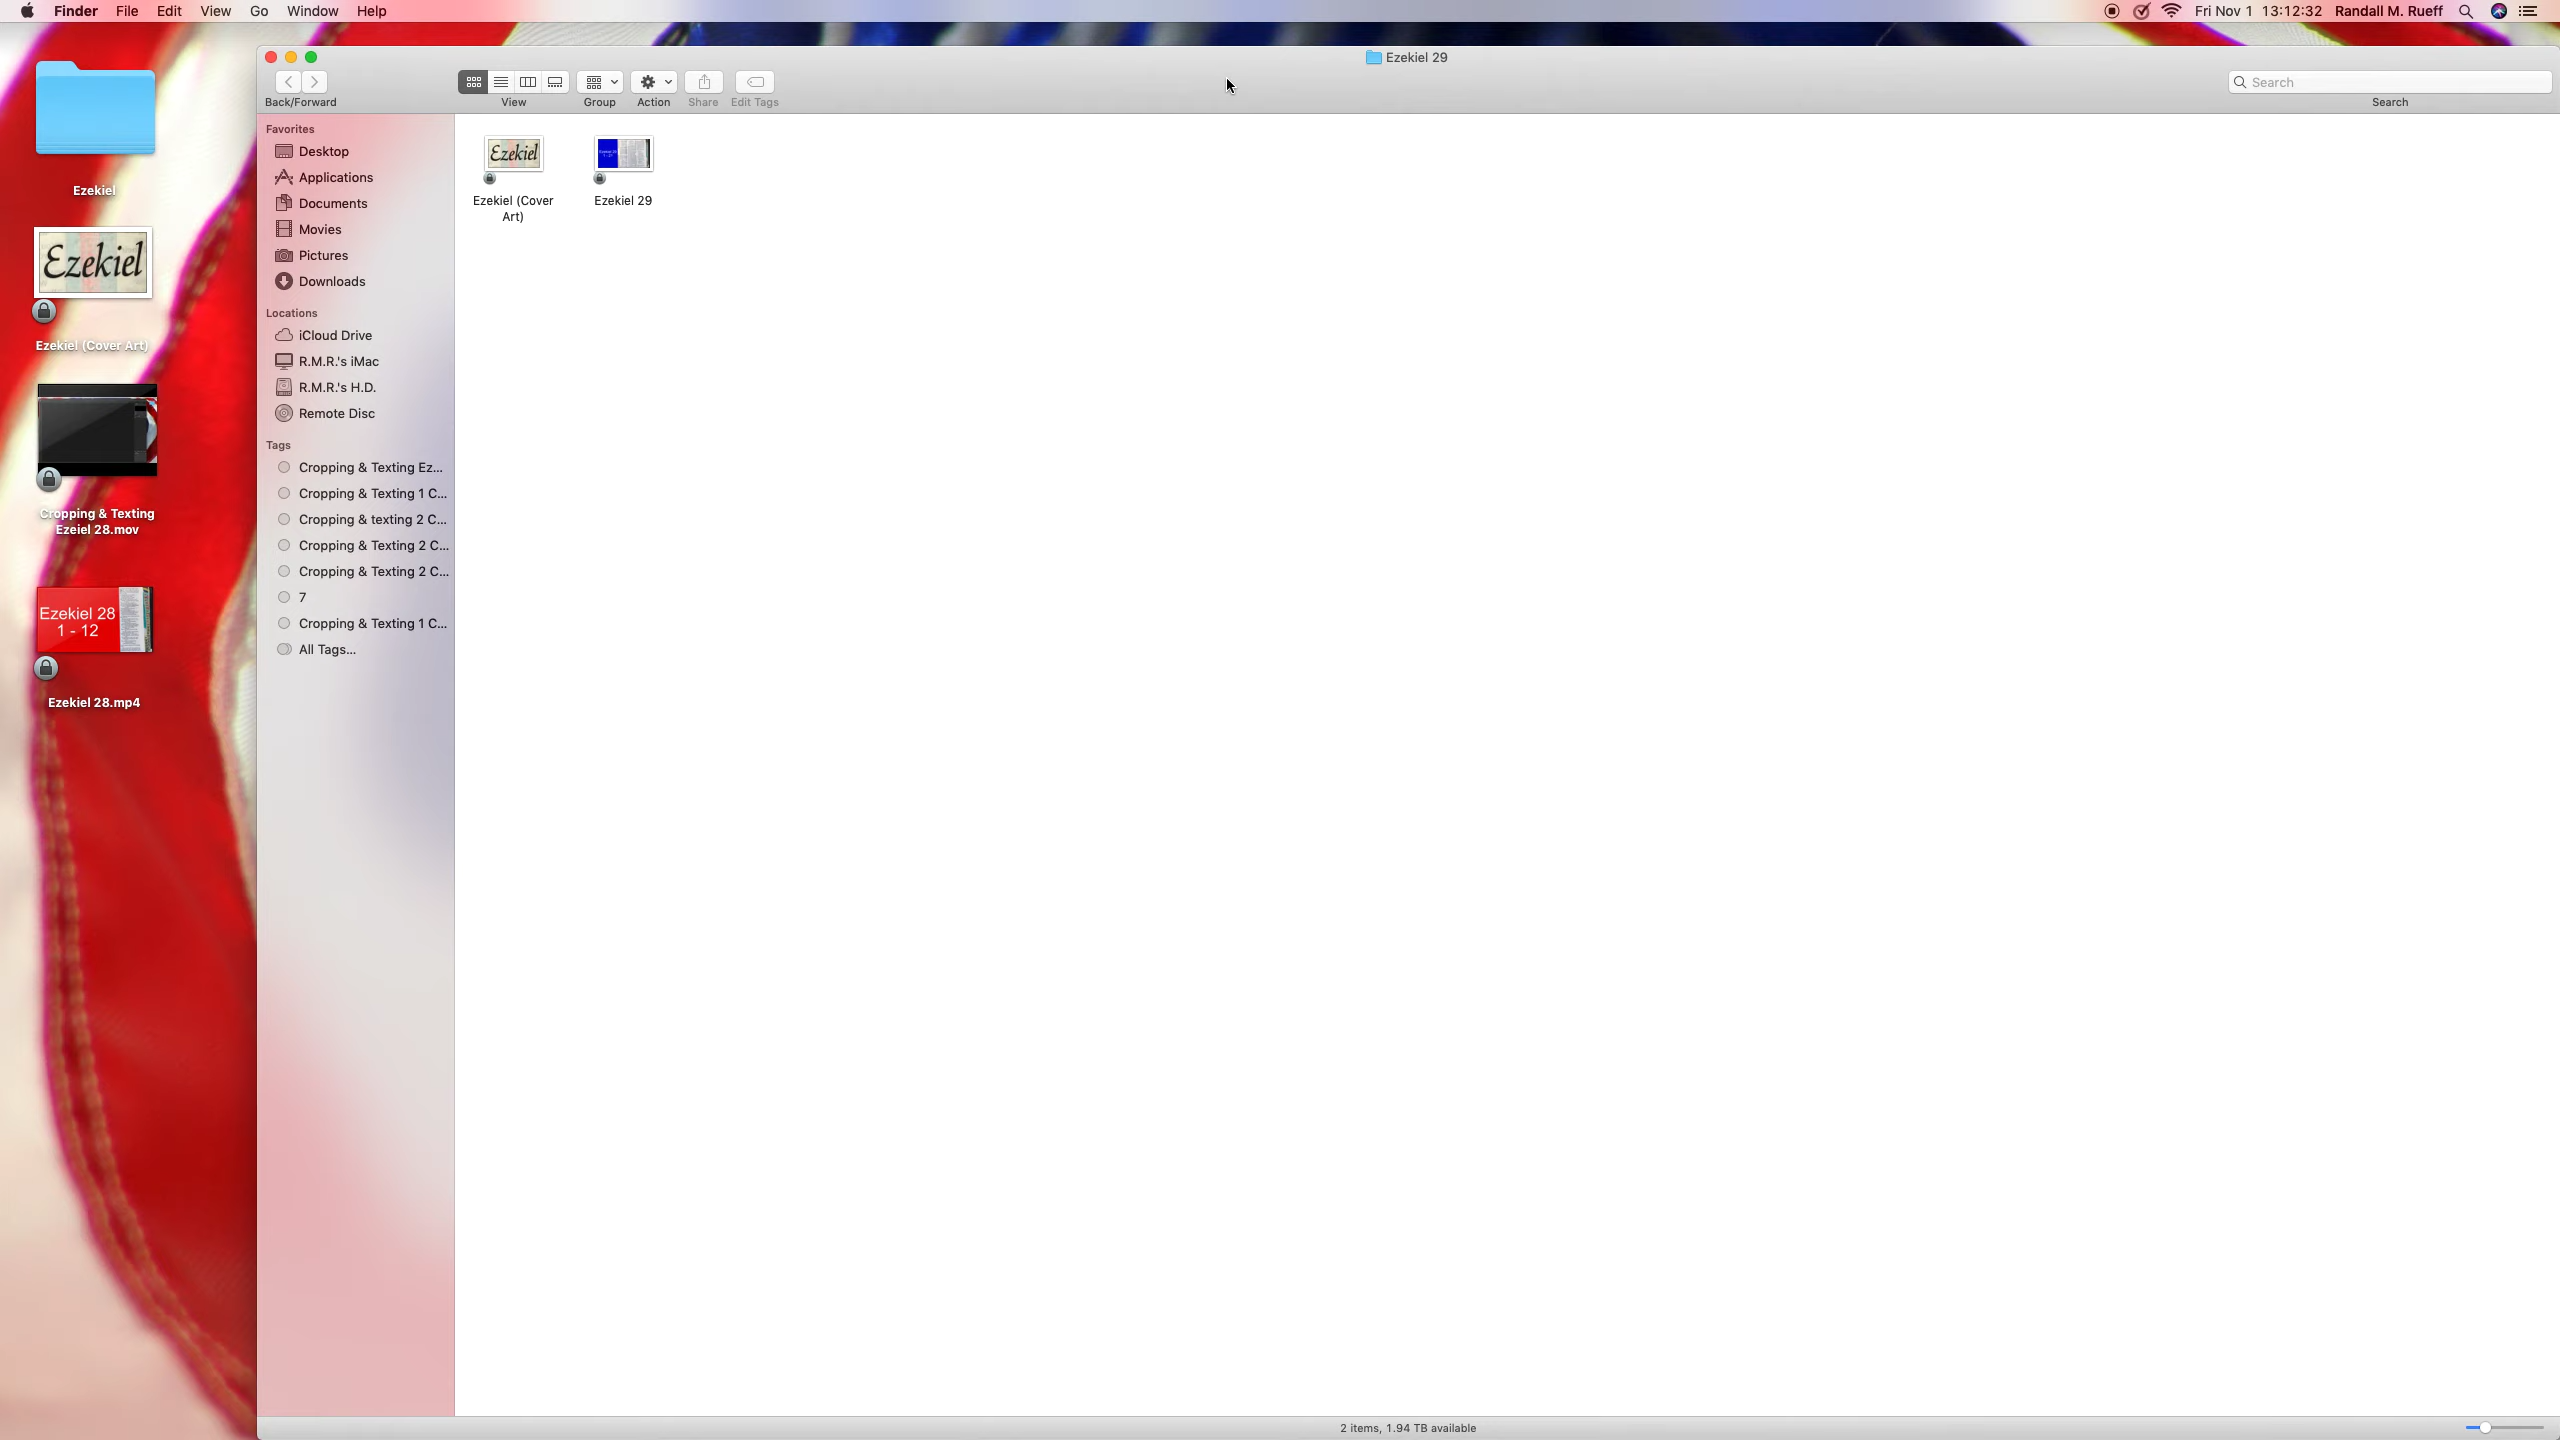 Finder File Edit View Go Window Help
Fri Nov 1 13:12:32 Randall M. Rueff
Ezekiel 29
Search
Back/Forward View Group Action Share Edit Tags Search
Ezekiel
Ezekiel
Ezekiel (Cover Art)
Cropping & Texting
Ezeiel 28.mov
Ezekiel 28
1 - 12
Ezekiel 28.mp4
Favorites
Desktop
Applications
Documents
Movies
Pictures
Downloads
Locations
iCloud Drive
R.M.R.'s iMac
R.M.R.'s H.D.
Remote Disc
Tags
Cropping & Texting Ez...
Cropping & Texting 1 C...
Cropping & texting 2 C...
Cropping & Texting 2 C...
Cropping & Texting 2 C...
7
Cropping & Texting 1 C...
All Tags...
Ezekiel
Ezekiel (Cover
Art)
Ezekiel 29
2 items, 1.94 TB available